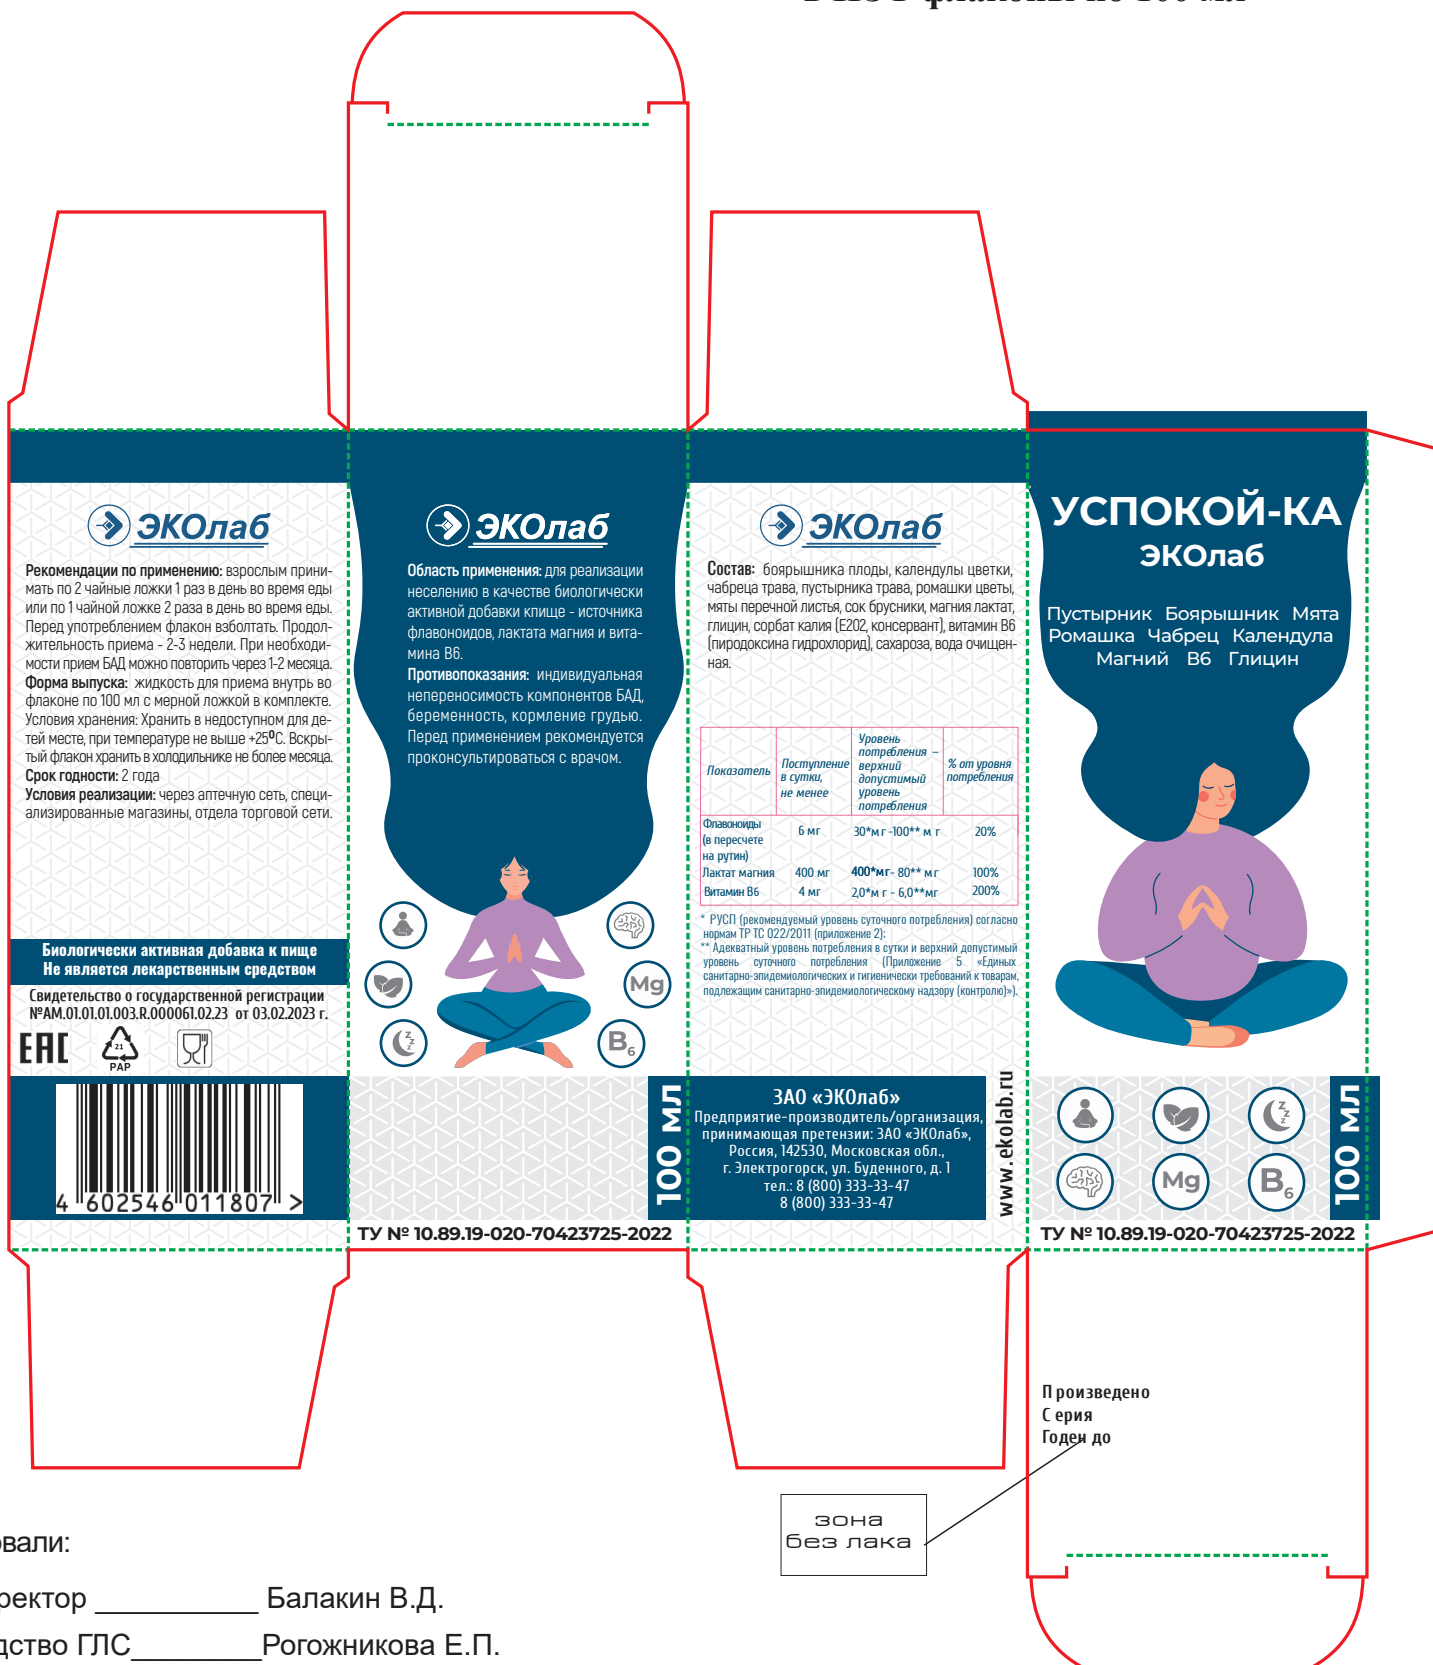 ЭКОлаб
Рекомендации по применению: взрослым прини-
мать по 2 чайные ложки 1 раз в день во время еды
или по 1 чайной ложке 2 раза в день во время еды.
Перед употреблением флакон взболтать. Продол-
жительность приема - 2-3 недели. При необходи-
мости прием БАД можно повторить через 1-2 месяца.
Форма выпуска: жидкость для приема внутрь во
флаконе по 100 мл с мерной ложкой в комплекте.
Условия хранения: Хранить в недоступном для де-
тей месте, при температуре не выше +25⁰С. Вскры-
тый флакон хранить в холодильнике не более месяца.
Срок годности: 2 года
Условия реализации: через аптечную сеть, специ-
ализированные магазины, отдела торговой сети.
Биологически активная добавка к пище
Не является лекарственным средством
Свидетельство о государственной регистрации
№AM.01.01.01.003.R.000061.02.23 от 03.02.2023 г.
EAC
21
PAP
4 602546 011807 >
ЭКОлаб
Область применения: для реализации
неселению в качестве биологически
активной добавки кпище - источника
флавоноидов, лактата магния и вита-
мина В6.
Противопоказания: индивидуальная
непереносимость компонентов БАД,
беременность, кормление грудью.
Перед применением рекомендуется
проконсультироваться с врачом.
Mg
z z z
B6
100 МЛ
ТУ № 10.89.19-020-70423725-2022
ЭКОлаб
Состав: боярышника плоды, календулы цветки,
чабреца трава, пустырника трава, ромашки цветы,
мяты перечной листья, сок брусники, магния лактат,
глицин, сорбат калия (Е202, консервант), витамин В6
(пиродоксина гидрохлорид), сахароза, вода очищен-
ная.
Показатель
Поступление
в сутки,
не менее
Уровень
потребления –
верхний
допустимый
уровень
потребления
% от уровня
потребления
Флавоноиды
(в пересчете
на рутин)
6 мг
30*мг -100** мг
20%
Лактат магния 400 мг 400*мг- 80** мг 100%
Витамин В6 4 мг 2,0*мг - 6,0**мг 200%
* РУСП (рекомендуемый уровень суточного потребления) согласно
нормам ТР ТС 022/2011 (приложение 2);
** Адекватный уровень потребления в сутки и верхний допустимый
уровень суточного потребления (Приложение 5 «Единых
санитарно-эпидемиологических и гигиенически требований к товарам,
подлежащим санитарно-эпидемиологическому надзору (контролю)»).
ЗАО «ЭКОлаб»
Предприятие-производитель/организация,
принимающая претензии: ЗАО «ЭКОлаб»,
Россия, 142530, Московская обл.,
г. Электрогорск, ул. Буденного, д. 1
тел.: 8 (800) 333-33-47
8 (800) 333-33-47
www.ekolab.ru
УСПОКОЙ-КА
ЭКОлаб
Пустырник Боярышник Мята
Ромашка Чабрец Календула
Магний В6 Глицин
z z z
Mg
B6
100 МЛ
ТУ № 10.89.19-020-70423725-2022
Произведено
Серия
Годен до
зона
без лака
овали:
ректор ___________ Балакин В.Д.
дство ГЛС________Рогожникова Е.П.